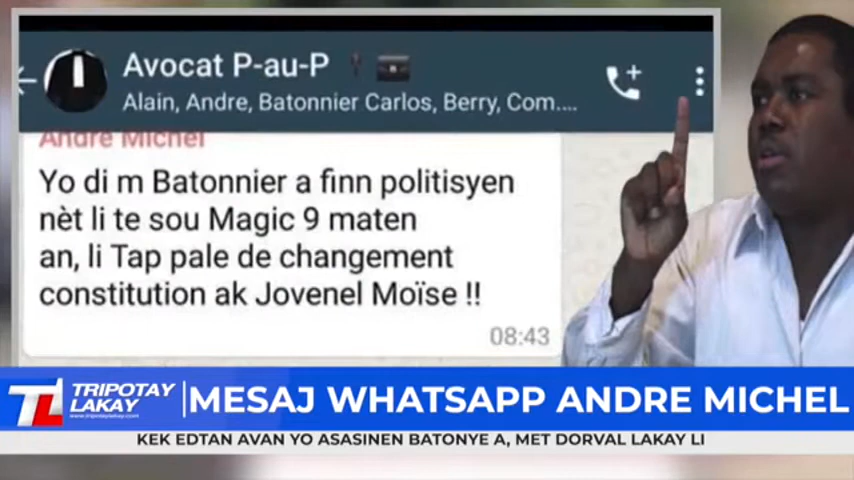 Avocat P-au-P
Alain, Andre, Batonnier Carlos, Berry, Com....
Andre Michel
Yo di m Batonnier a finn politisyen
nèt li te sou Magic 9 maten
an, li Tap pale de changement
constitution ak Jovenel Moïse !!
08:43
TL TRIPOTAY
LAKAY
www.tripotaylakay.com
MESAJ WHATSAPP ANDRE MICHEL
KEK EDTAN AVAN YO ASASINEN BATONYE A, MET DORVAL LAKAY LI